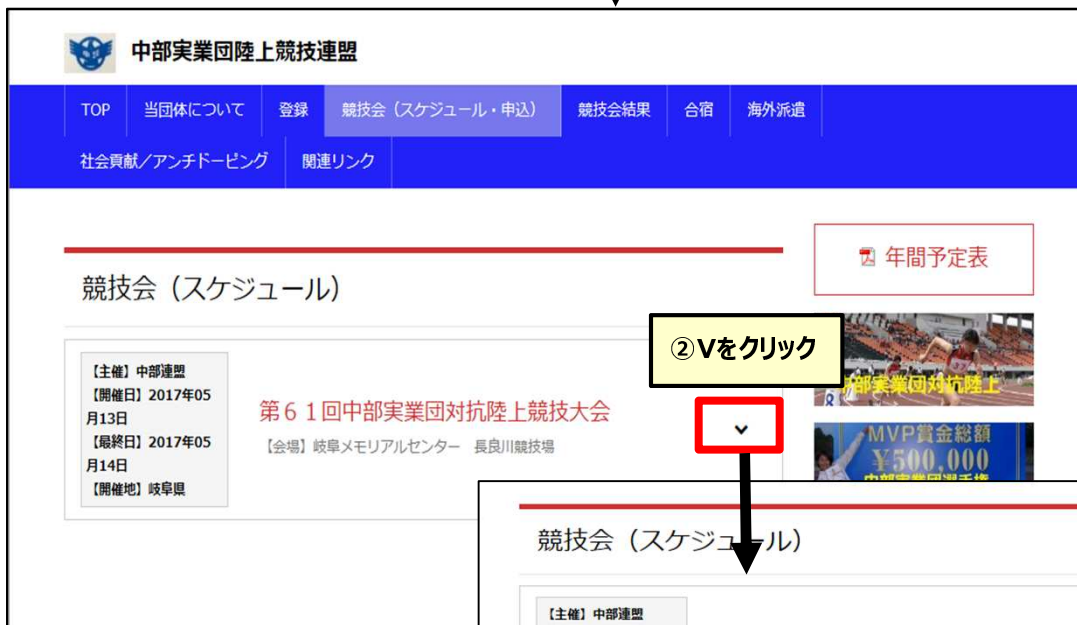 中部実業団陸上競技連盟
TOP 当団体について 登録 競技会（スケジュール・申込） 競技会結果 合宿 海外派遣
社会貢献／アンチドーピング 関連リンク
年間予定表
競技会（スケジュール）
②Vをクリック
【主催】中部連盟
【開催日】2017年05
月13日
【最終日】2017年05
月14日
【開催地】岐阜県
第６１回中部実業団対抗陸上競技大会
【会場】岐阜メモリアルセンター　長良川競技場
中部実業団対抗陸上
MVP賞金総額
¥500,000
中部実業団選手権
競技会（スケジュール）
【主催】中部連盟